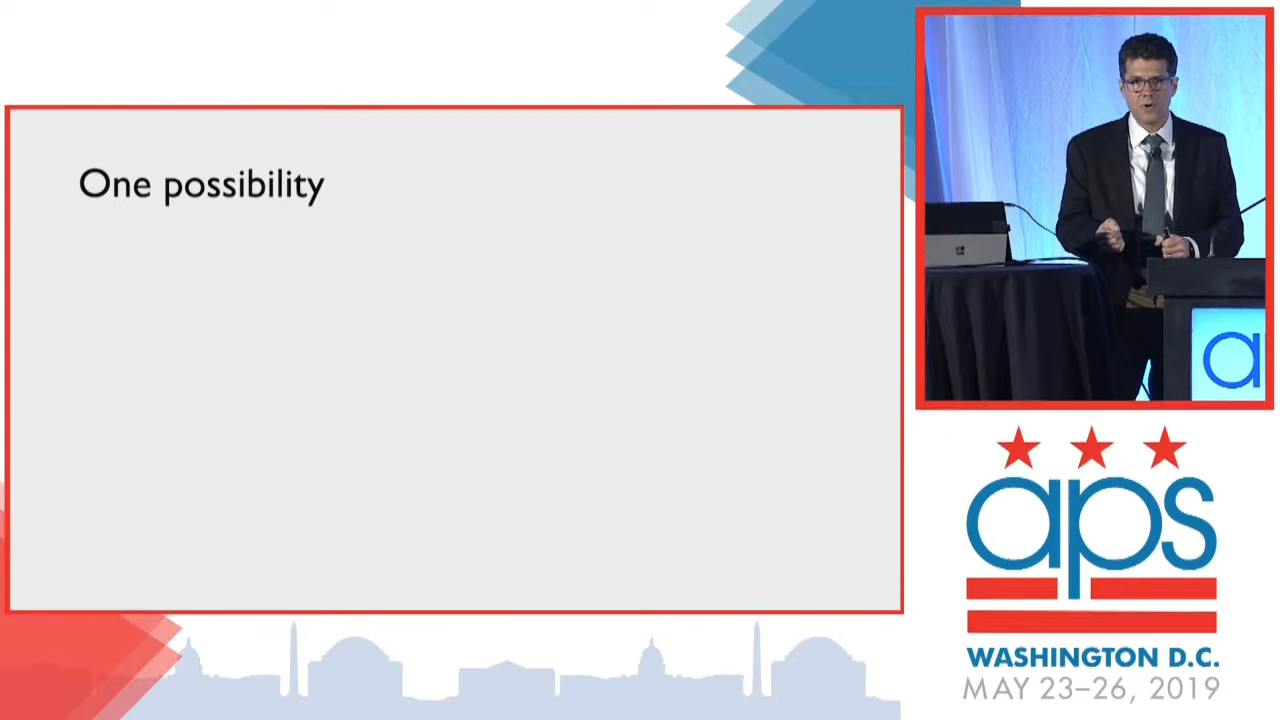 One possibility
a
aps
WASHINGTON D.C.
MAY 23–26, 2019